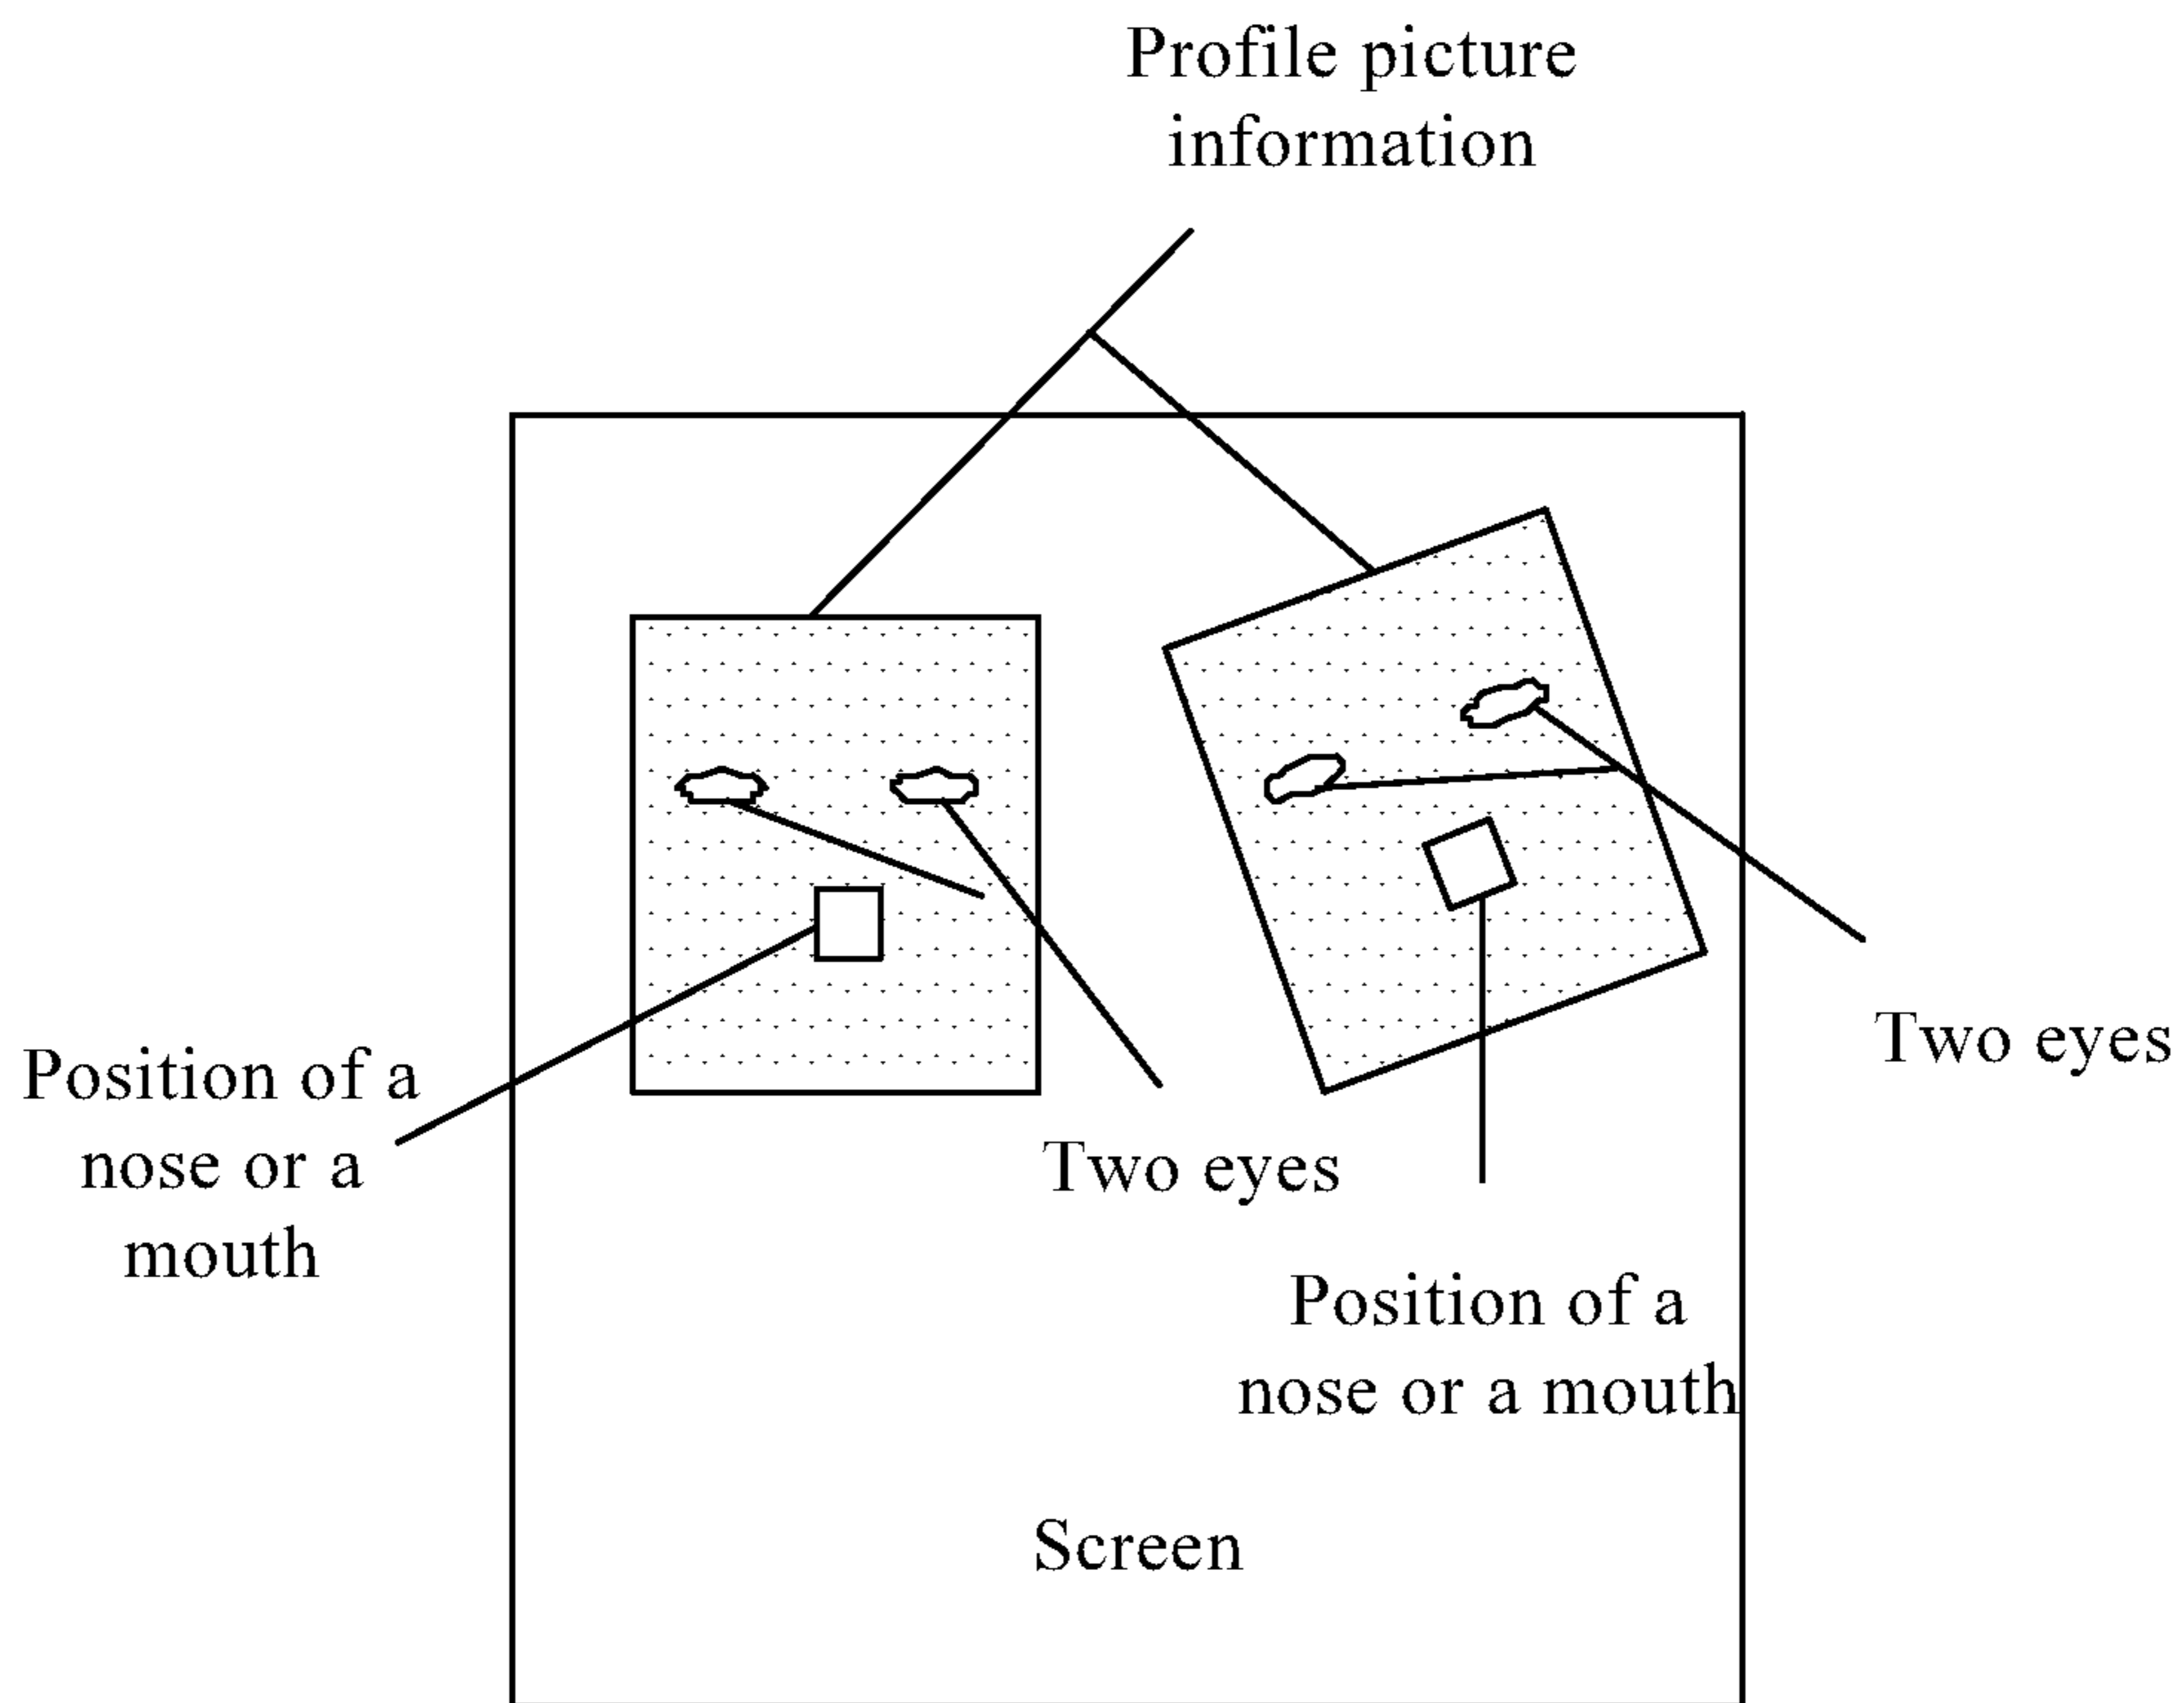 Profile picture
information
Position of a
nose or a
mouth
Two eyes
Two eyes
Position of a
nose or a mouth
Screen